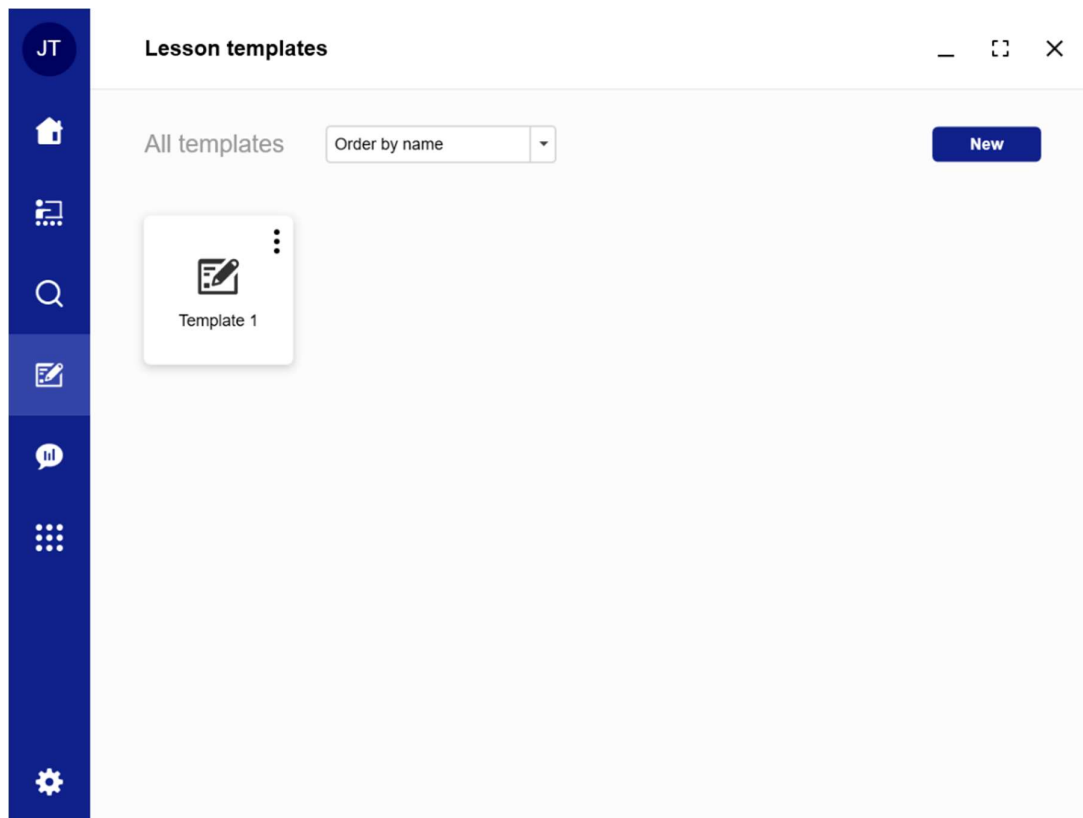 JT
Lesson templates
All templates
Order by name
New
Template 1